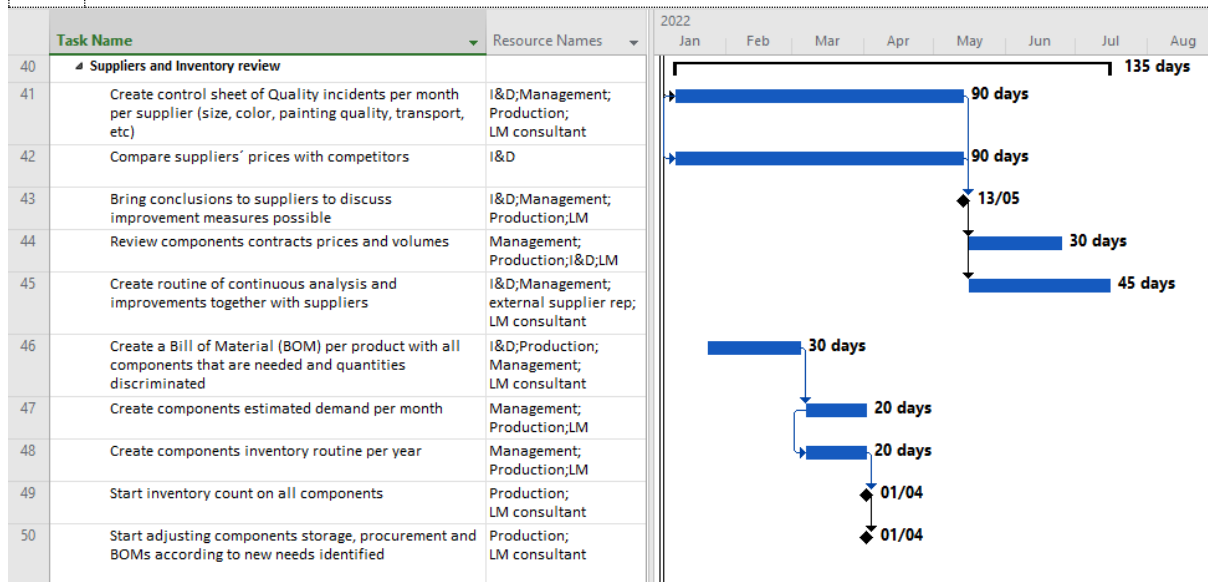 2022
Task Name Resource Names Jan Feb Mar Apr May Jun Jul Aug
40 Suppliers and Inventory review 135 days
41 Create control sheet of Quality incidents per month I&D;Management; 90 days
per supplier (size, color, painting quality, transport, Production;
etc) LM consultant
42 Compare suppliers´ prices with competitors I&D 90 days
43 Bring conclusions to suppliers to discuss I&D;Management; 13/05
improvement measures possible Production;LM
44 Review components contracts prices and volumes Management; 30 days
Production;I&D;LM
45 Create routine of continuous analysis and I&D;Management; 45 days
improvements together with suppliers external supplier rep;
LM consultant
46 Create a Bill of Material (BOM) per product with all I&D;Production; 30 days
components that are needed and quantities Management;
discriminated LM consultant
47 Create components estimated demand per month Management; 20 days
Production;LM
48 Create components inventory routine per year Management; 20 days
Production;LM
49 Start inventory count on all components Production; 01/04
LM consultant
50 Start adjusting components storage, procurement and Production; 01/04
BOMs according to new needs identified LM consultant